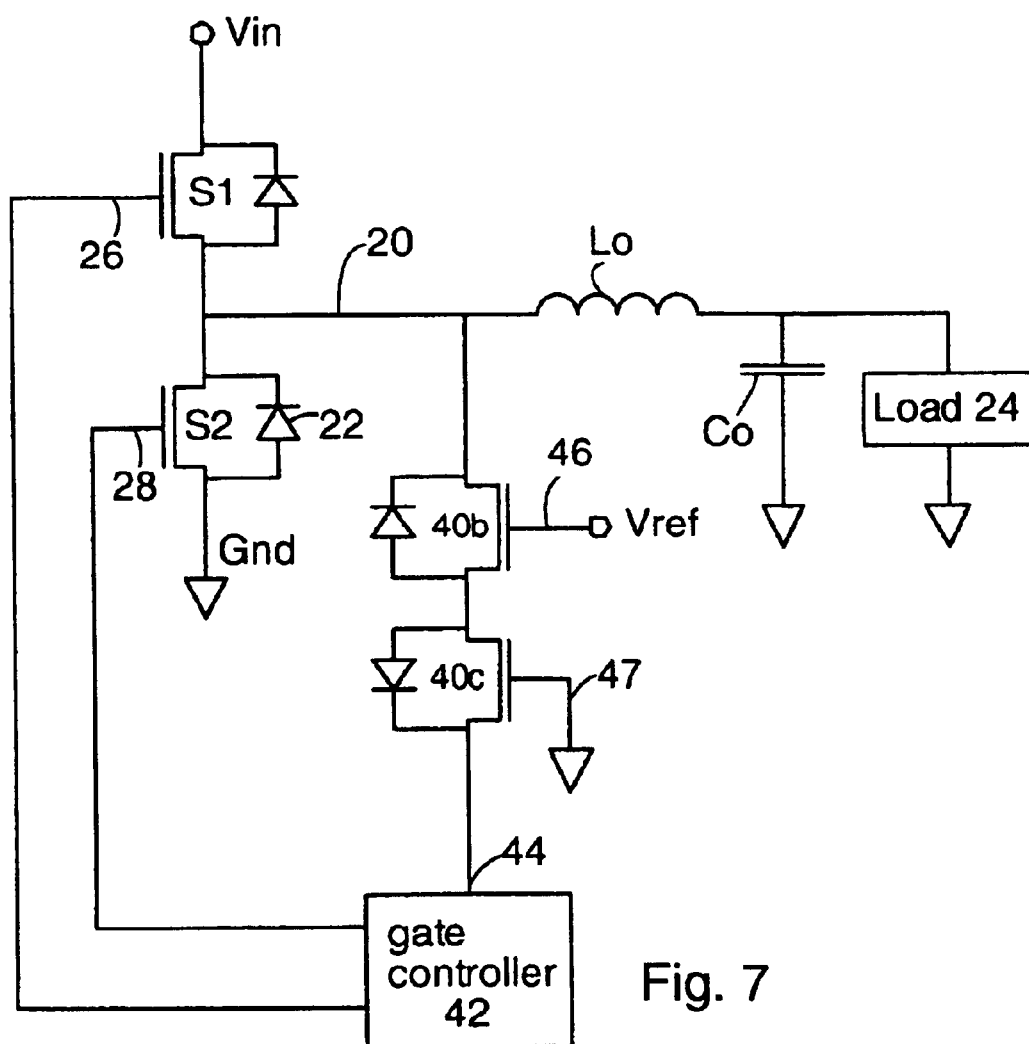 Vin
S1
26
20
Lo
S2
22
28
Gnd
Co
Load 24
46
40b
Vref
40c
47
44
gate
controller
42
Fig. 7